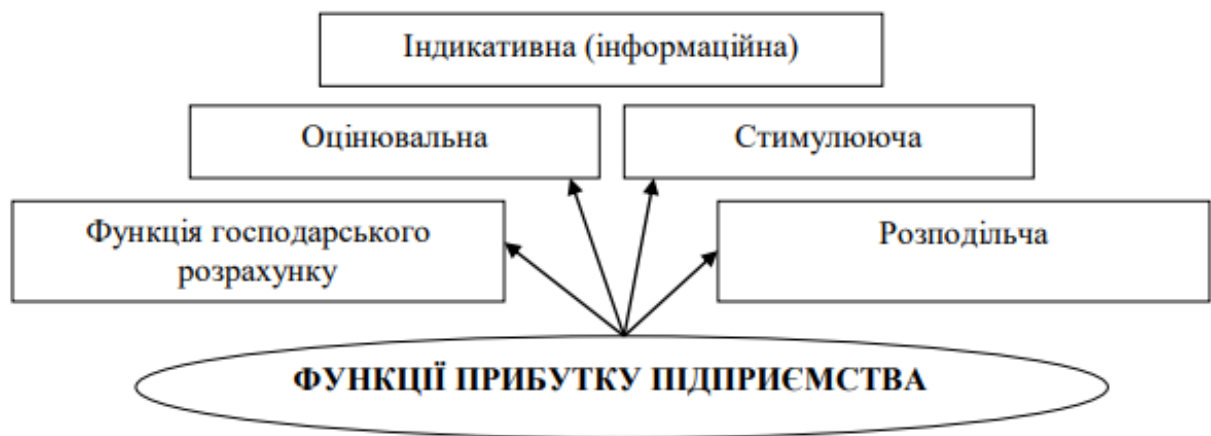 Індикативна (інформаційна)
Оцінювальна
Стимулююча
Функція господарського
розрахунку
Розподільча
ФУНКЦІЇ ПРИБУТКУ ПІДПРИЄМСТВА